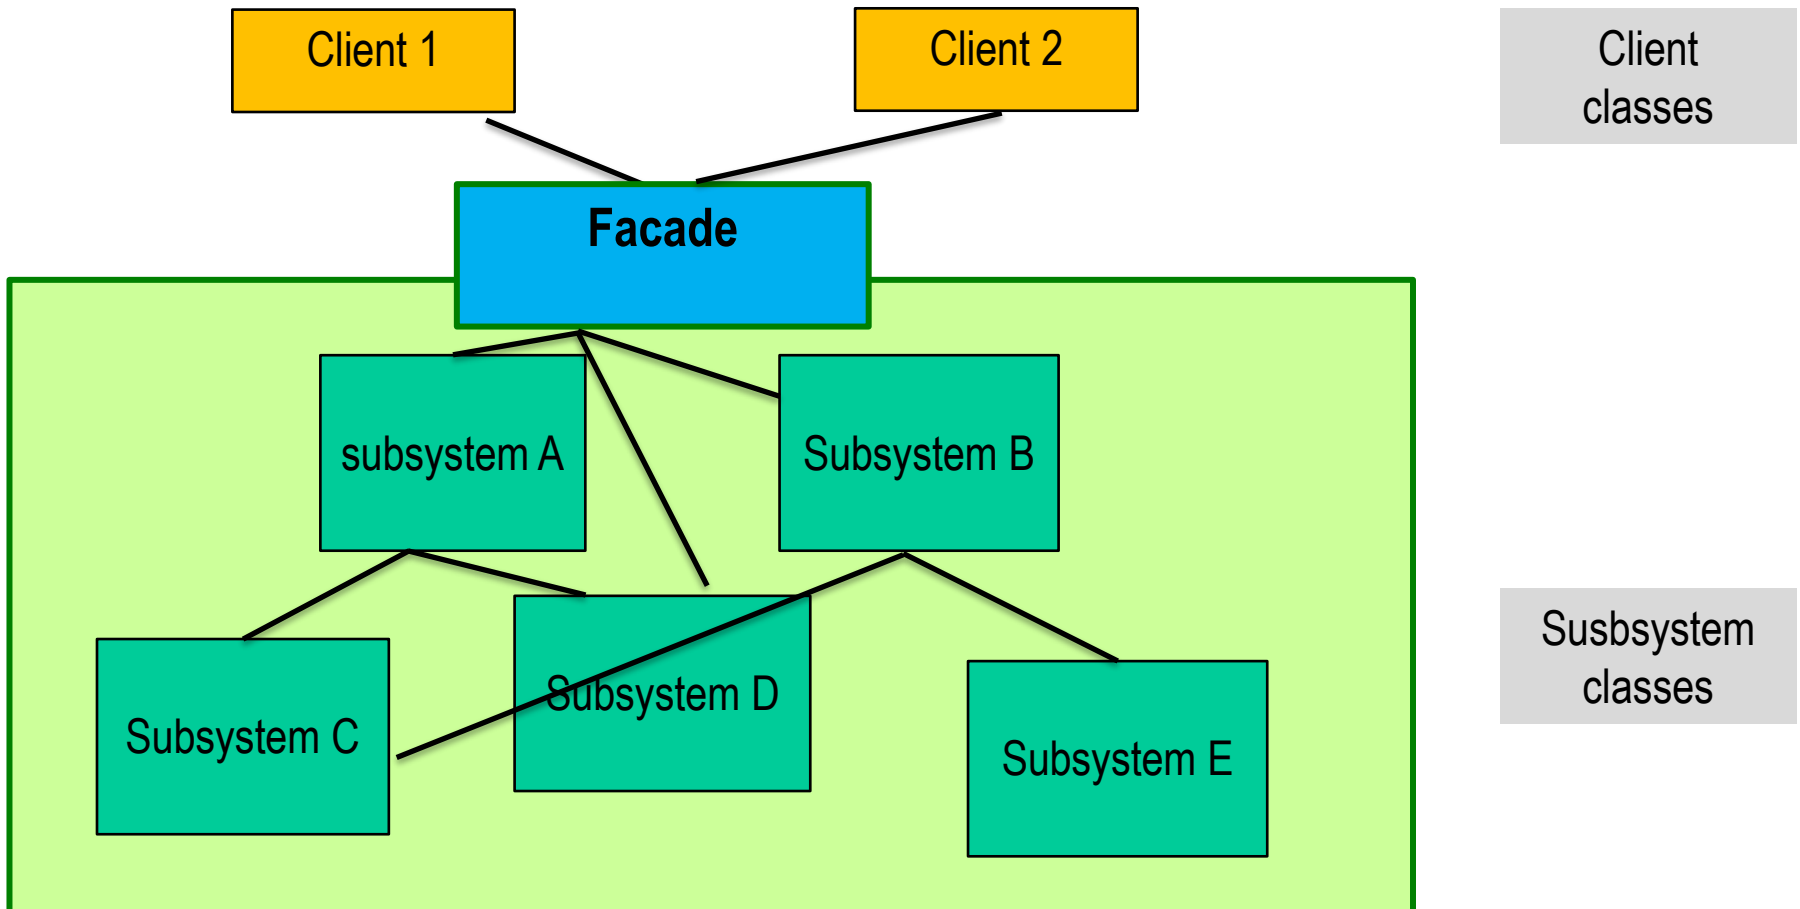 Client 1
Client 2
Client
classes
Facade
subsystem A
Subsystem B
Susbsystem
classes
Subsystem C
Subsystem D
Subsystem E